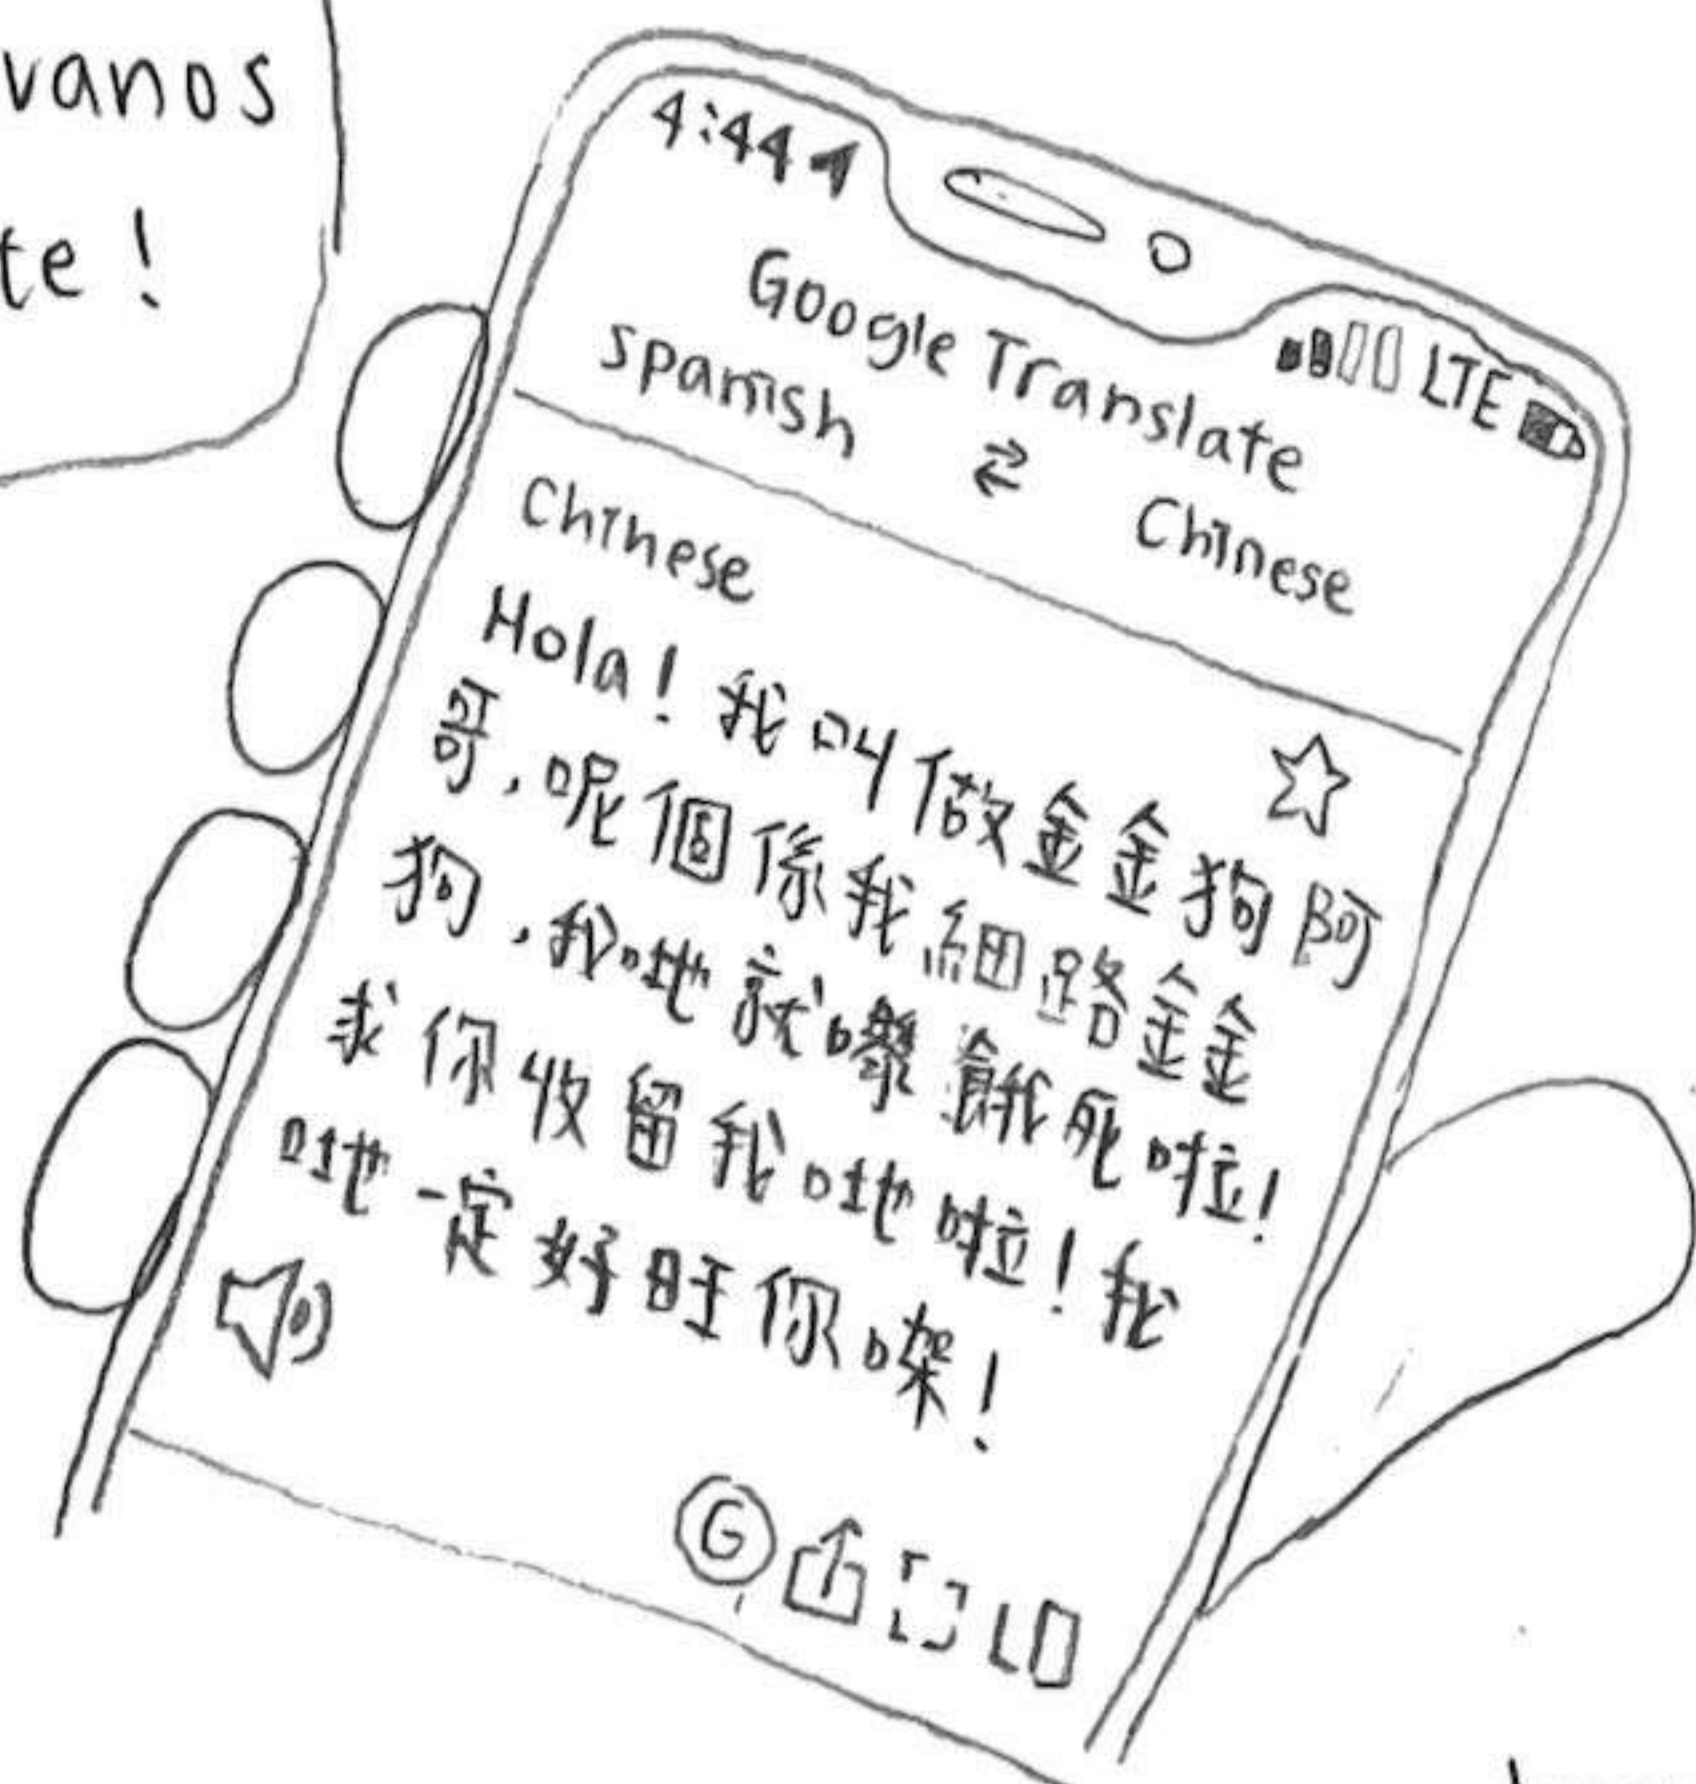 vanos
te!
4:44
LTE
Google Translate
Spanish ⇄ Chinese
Chinese
Hola! 我叫做金金狗阿
哥,呢個係我細路金金
狗,我哋就嚟餓死啦!
求你收留我哋啦!我
哋一定好旺你㗎!
G